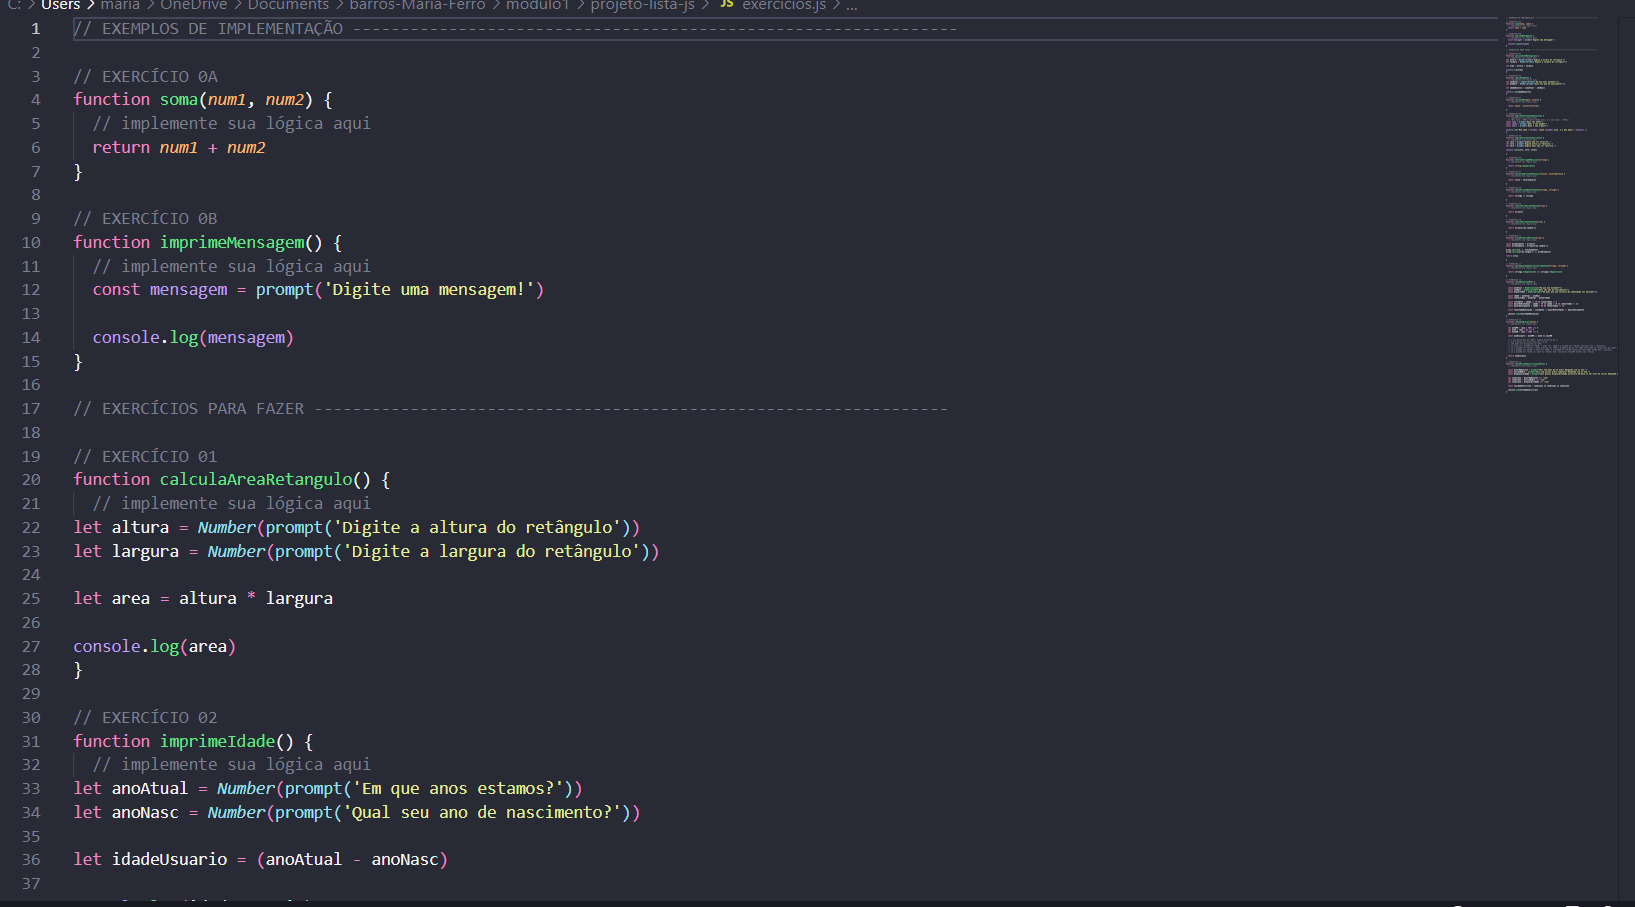 C: > Users > maria > OneDrive > Documents > barros-Maria-Ferro > modulo1 > projeto-lista-js > JS exercicios.js > ...
1 // EXEMPLOS DE IMPLEMENTAÇÃO ---------------------------------------------------------------
2
3 // EXERCÍCIO 0A
4 function soma(num1, num2) {
5 // implemente sua lógica aqui
6 return num1 + num2
7 }
8
9 // EXERCÍCIO 0B
10 function imprimeMensagem() {
11 // implemente sua lógica aqui
12 const mensagem = prompt('Digite uma mensagem!')
13
14 console.log(mensagem)
15 }
16
17 // EXERCÍCIOS PARA FAZER ------------------------------------------------------------------
18
19 // EXERCÍCIO 01
20 function calculaAreaRetangulo() {
21 // implemente sua lógica aqui
22 let altura = Number(prompt('Digite a altura do retângulo'))
23 let largura = Number(prompt('Digite a largura do retângulo'))
24
25 let area = altura * largura
26
27 console.log(area)
28 }
29
30 // EXERCÍCIO 02
31 function imprimeIdade() {
32 // implemente sua lógica aqui
33 let anoAtual = Number(prompt('Em que anos estamos?'))
34 let anoNasc = Number(prompt('Qual seu ano de nascimento?'))
35
36 let idadeUsuario = (anoAtual - anoNasc)
37